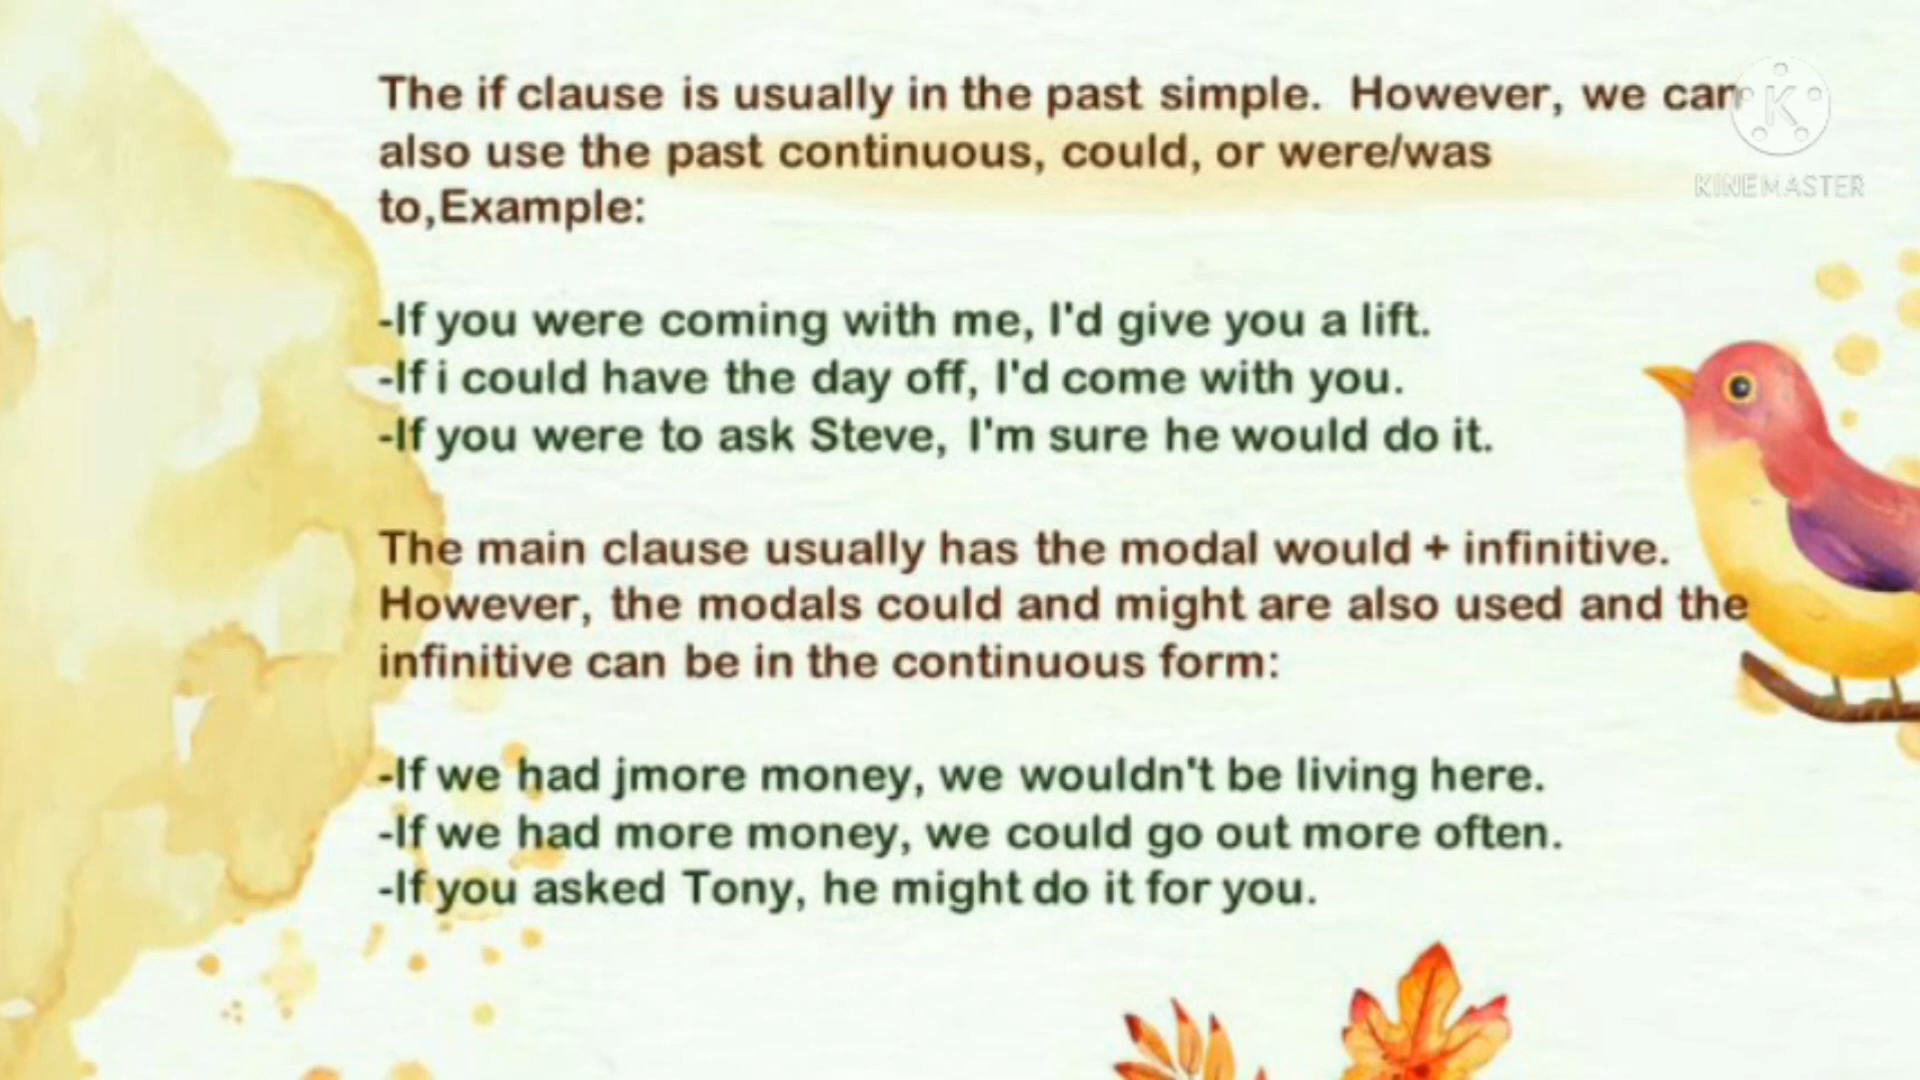 The if clause is usually in the past simple. However, we can
also use the past continuous, could, or were/was
to,Example:
-If you were coming with me, I'd give you a lift.
-If i could have the day off, I'd come with you.
-If you were to ask Steve, I'm sure he would do it.
The main clause usually has the modal would + infinitive.
However, the modals could and might are also used and the
infinitive can be in the continuous form:
-If we had jmore money, we wouldn't be living here.
-If we had more money, we could go out more often.
-If you asked Tony, he might do it for you.
K
KINEMASTER